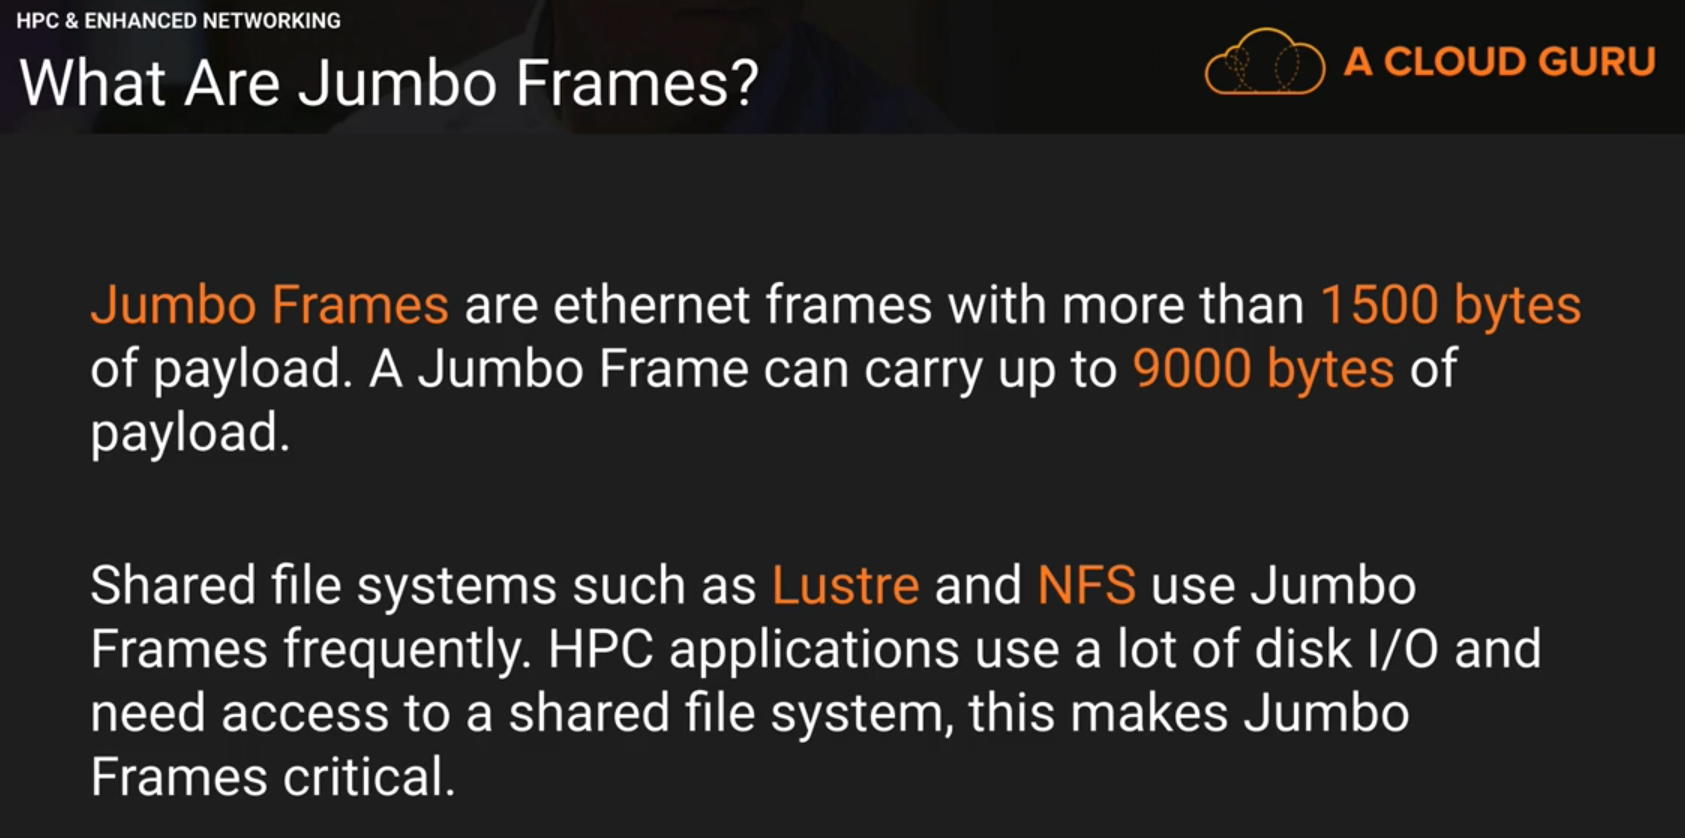 HPC & ENHANCED NETWORKING
What Are Jumbo Frames?
A CLOUD GURU
Jumbo Frames are ethernet frames with more than 1500 bytes
of payload. A Jumbo Frame can carry up to 9000 bytes of
payload.
Shared file systems such as Lustre and NFS use Jumbo
Frames frequently. HPC applications use a lot of disk I/O and
need access to a shared file system, this makes Jumbo
Frames critical.